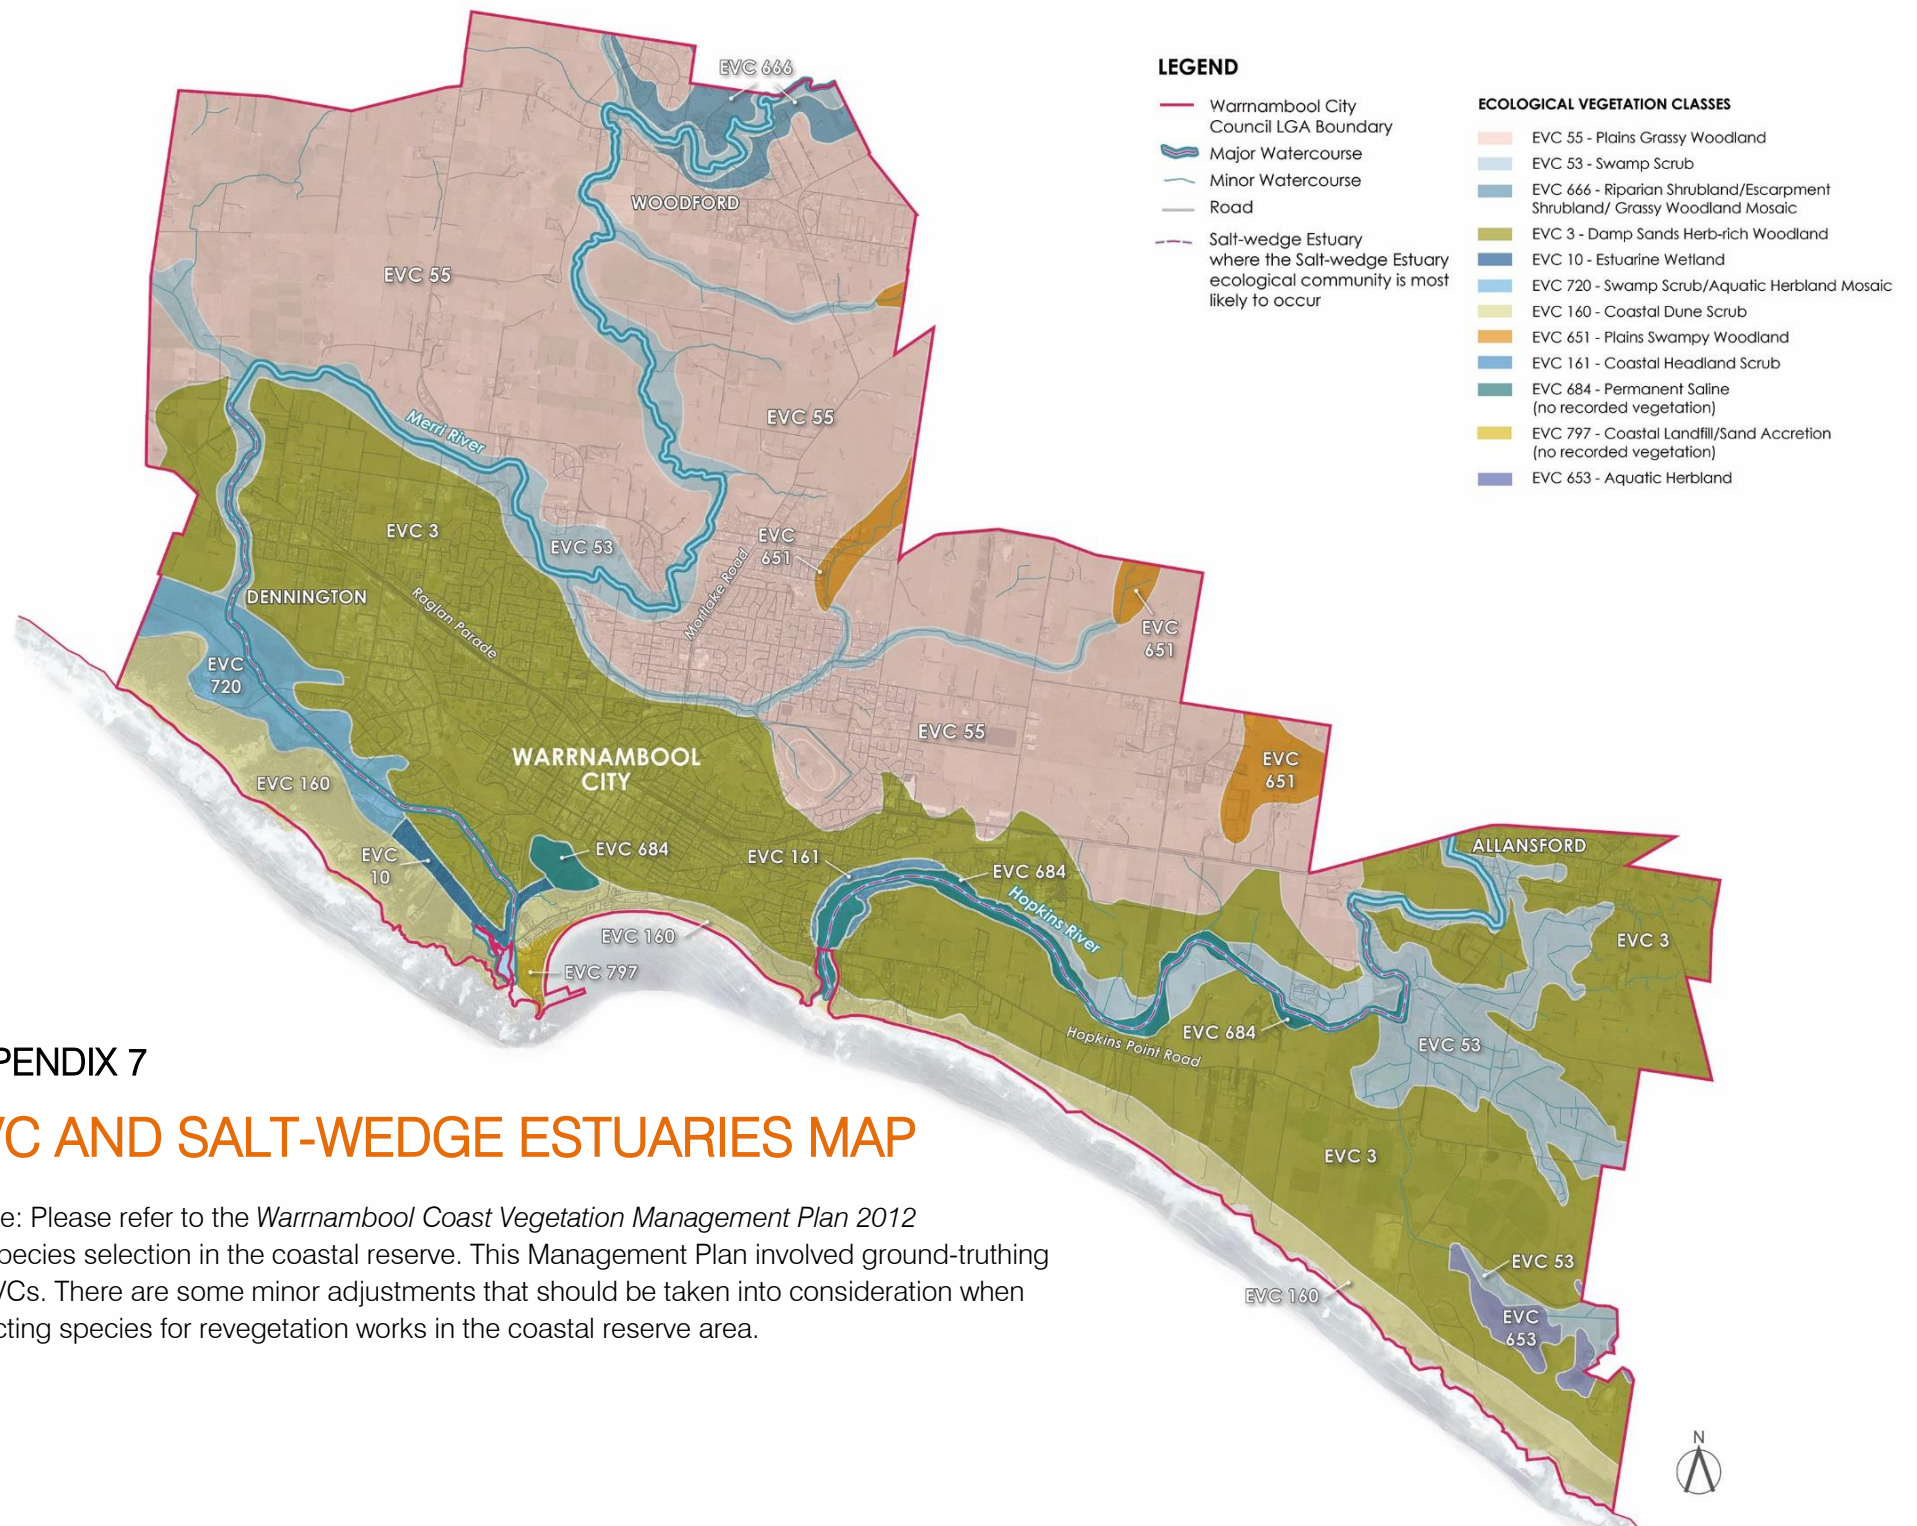 LEGEND
Warrnambool City
Council LGA Boundary
Major Watercourse
Minor Watercourse
Road
Salt-wedge Estuary
where the Salt-wedge Estuary
ecological community is most
likely to occur
ECOLOGICAL VEGETATION CLASSES
EVC 55 - Plains Grassy Woodland
EVC 53 - Swamp Scrub
EVC 666 - Riparian Shrubland/Escarpment
Shrubland/ Grassy Woodland Mosaic
EVC 3 - Damp Sands Herb-rich Woodland
EVC 10 - Estuarine Wetland
EVC 720 - Swamp Scrub/Aquatic Herbland Mosaic
EVC 160 - Coastal Dune Scrub
EVC 651 - Plains Swampy Woodland
EVC 161 - Coastal Headland Scrub
EVC 684 - Permanent Saline
(no recorded vegetation)
EVC 797 - Coastal Landfill/Sand Accretion
(no recorded vegetation)
EVC 653 - Aquatic Herbland
EVC 666
WOODFORD
EVC 55
EVC 55
Merri River
EVC 3
EVC 53
EVC
651
Mortlake Road
DENNINGTON
Raglan Parade
EVC
651
EVC
720
EVC 55
WARRNAMBOOL
CITY
EVC
651
EVC 160
EVC
10
EVC 684
EVC 161
EVC 684
Hopkins River
ALLANSFORD
EVC 3
EVC 160
EVC 797
EVC 684
Hopkins Point Road
EVC 53
EVC 3
EVC 53
EVC 160
EVC
653
N
PENDIX 7
VC AND SALT-WEDGE ESTUARIES MAP
e: Please refer to the Warrnambool Coast Vegetation Management Plan 2012
pecies selection in the coastal reserve. This Management Plan involved ground-truthing
VCs. There are some minor adjustments that should be taken into consideration when
cting species for revegetation works in the coastal reserve area.